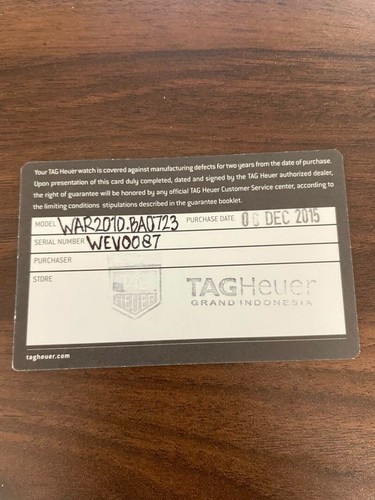 Your TAG Heuer watch is covered against manufacturing defects for two years from the date of purchase.
Upon presentation of this card duly completed, dated and signed by the TAG Heuer authorized dealer,
the right of guarantee will be honored by any official TAG Heuer Customer Service center, according to
the limiting conditions stipulations described in the guarantee booklet.
MODEL WAR2010.BA0723 PURCHASE DATE 06 DEC 2015
SERIAL NUMBER WEV0087
PURCHASER
STORE
TAG HEUER
TAGHeuer
GRAND INDONESIA
tagheuer.com